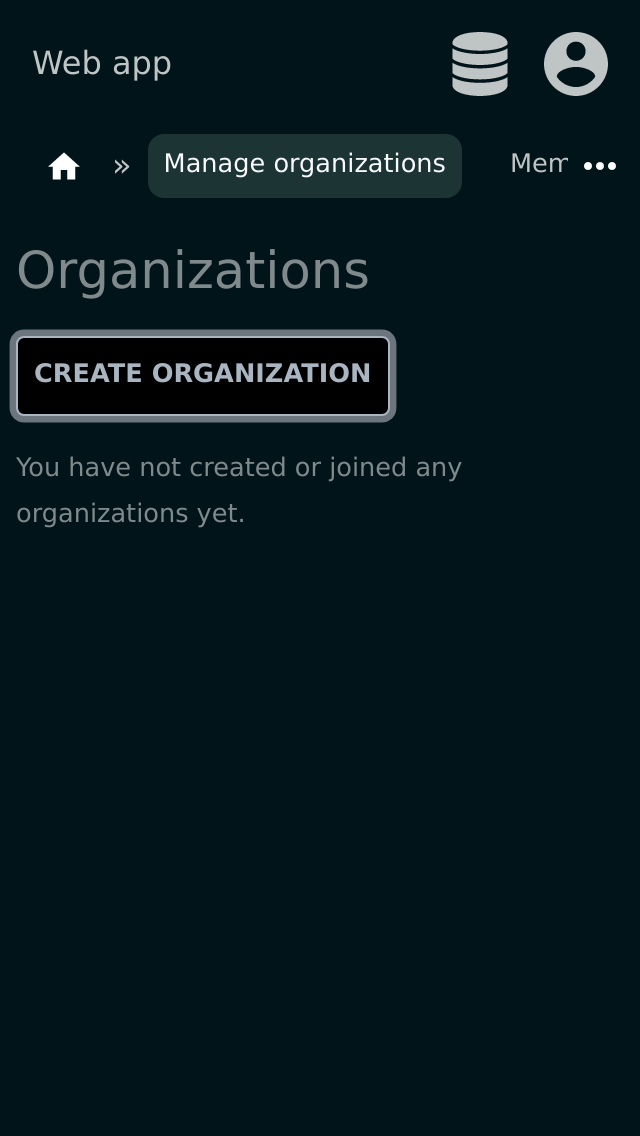 Web app
» Manage organizations Mem
Organizations
CREATE ORGANIZATION
You have not created or joined any
organizations yet.